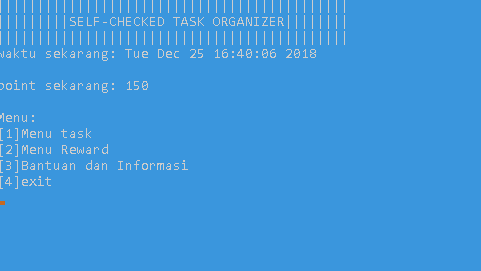 ||||||||||||||||||||||||||||||||||||||||||||
|||||||||SELF-CHECKED TASK ORGANIZER||||||||
||||||||||||||||||||||||||||||||||||||||||||
waktu sekarang: Tue Dec 25 16:40:06 2018
point sekarang: 150
Menu:
[1]Menu task
[2]Menu Reward
[3]Bantuan dan Informasi
[4]exit